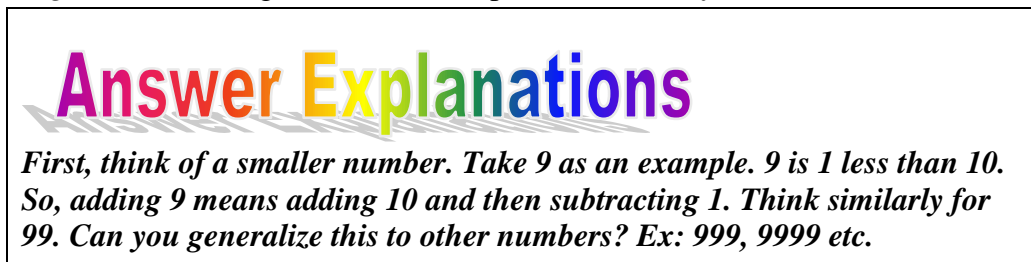 Answer Explanations
First, think of a smaller number. Take 9 as an example. 9 is 1 less than 10.
So, adding 9 means adding 10 and then subtracting 1. Think similarly for
99. Can you generalize this to other numbers? Ex: 999, 9999 etc.